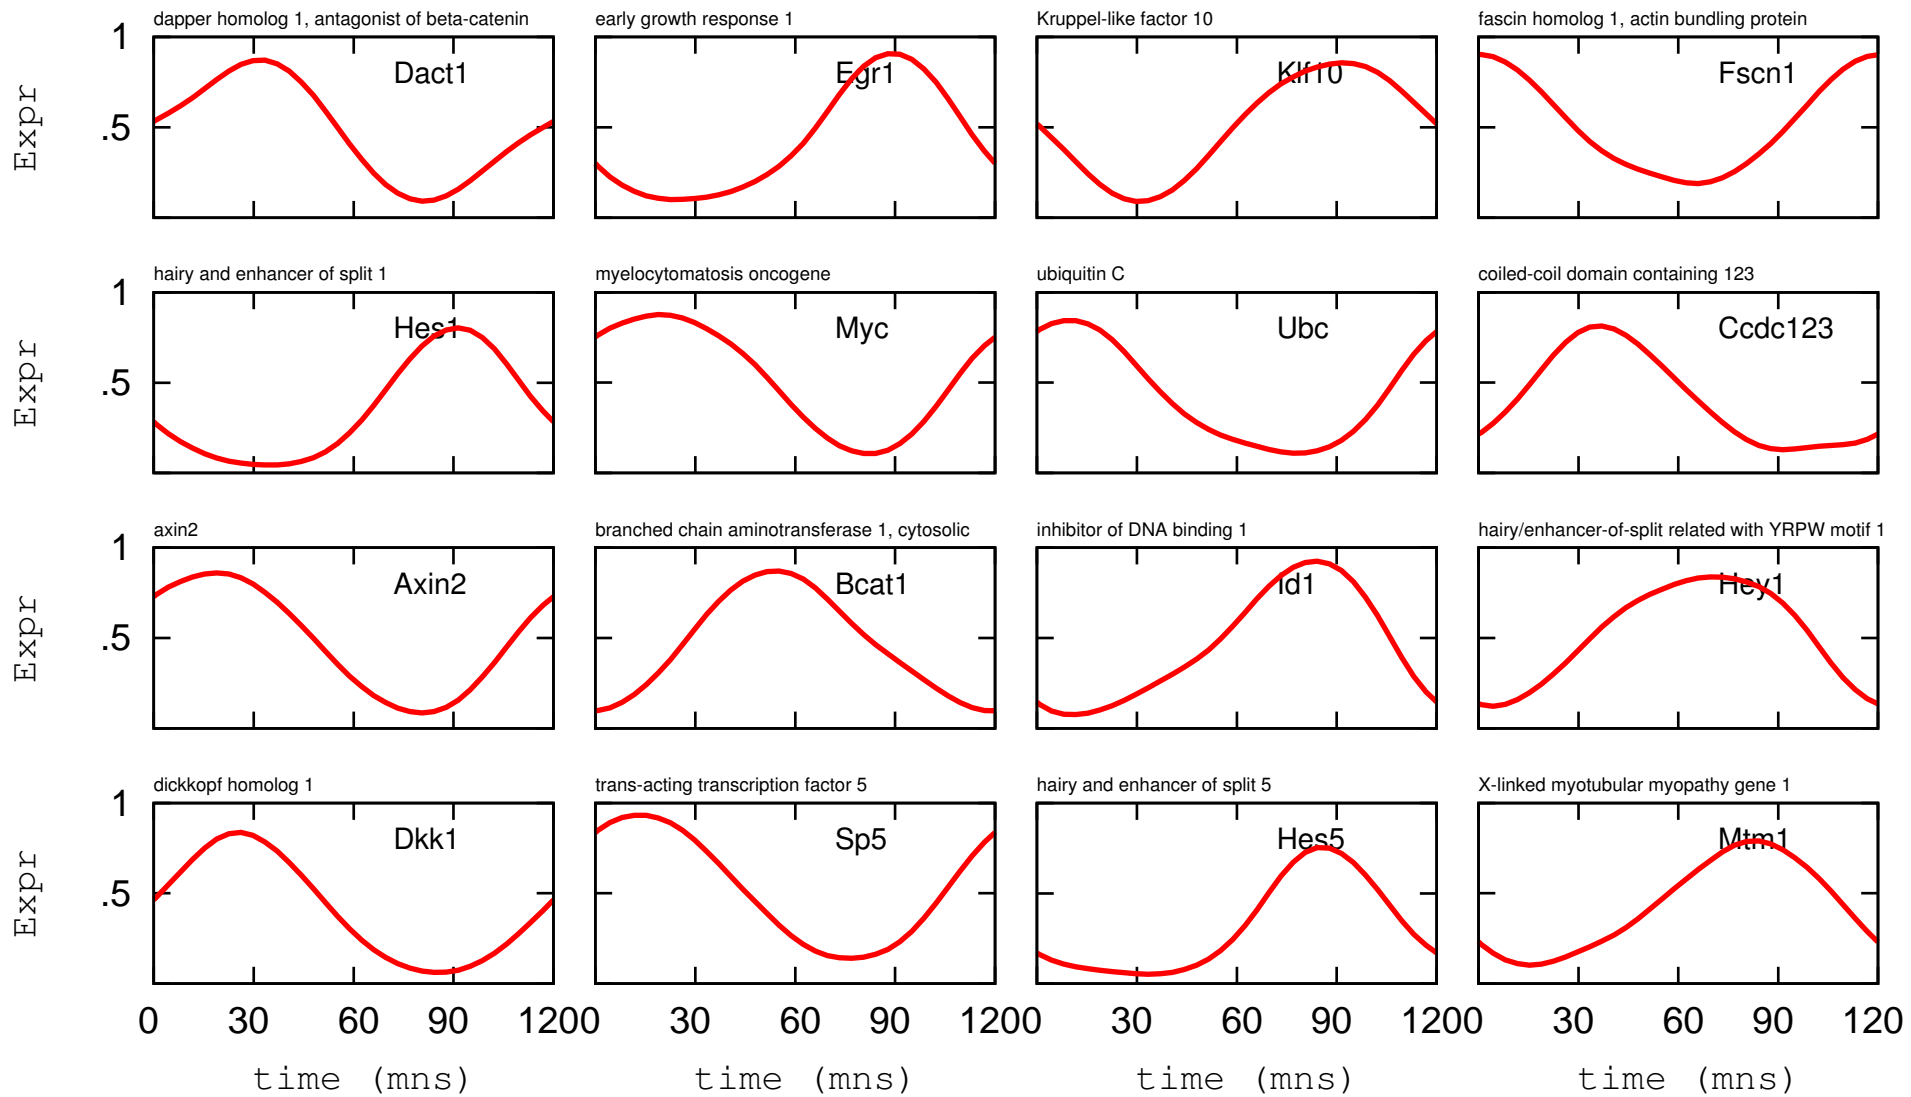 dapper homolog 1, antagonist of beta-catenin
early growth response 1
Kruppel-like factor 10
fascin homolog 1, actin bundling protein
Expr
1
.5
Dact1
Egr1
Klf10
Fscn1
hairy and enhancer of split 1
myelocytomatosis oncogene
ubiquitin C
coiled-coil domain containing 123
Expr
1
.5
Hes1
Myc
Ubc
Ccdc123
axin2
branched chain aminotransferase 1, cytosolic
inhibitor of DNA binding 1
hairy/enhancer-of-split related with YRPW motif 1
Expr
1
.5
Axin2
Bcat1
Id1
Hey1
dickkopf homolog 1
trans-acting transcription factor 5
hairy and enhancer of split 5
X-linked myotubular myopathy gene 1
Expr
1
.5
Dkk1
Sp5
Hes5
Mtm1
0 30 60 90 1200 30 60 90 1200 30 60 90 1200 30 60 90 120
time (mns) time (mns) time (mns) time (mns)